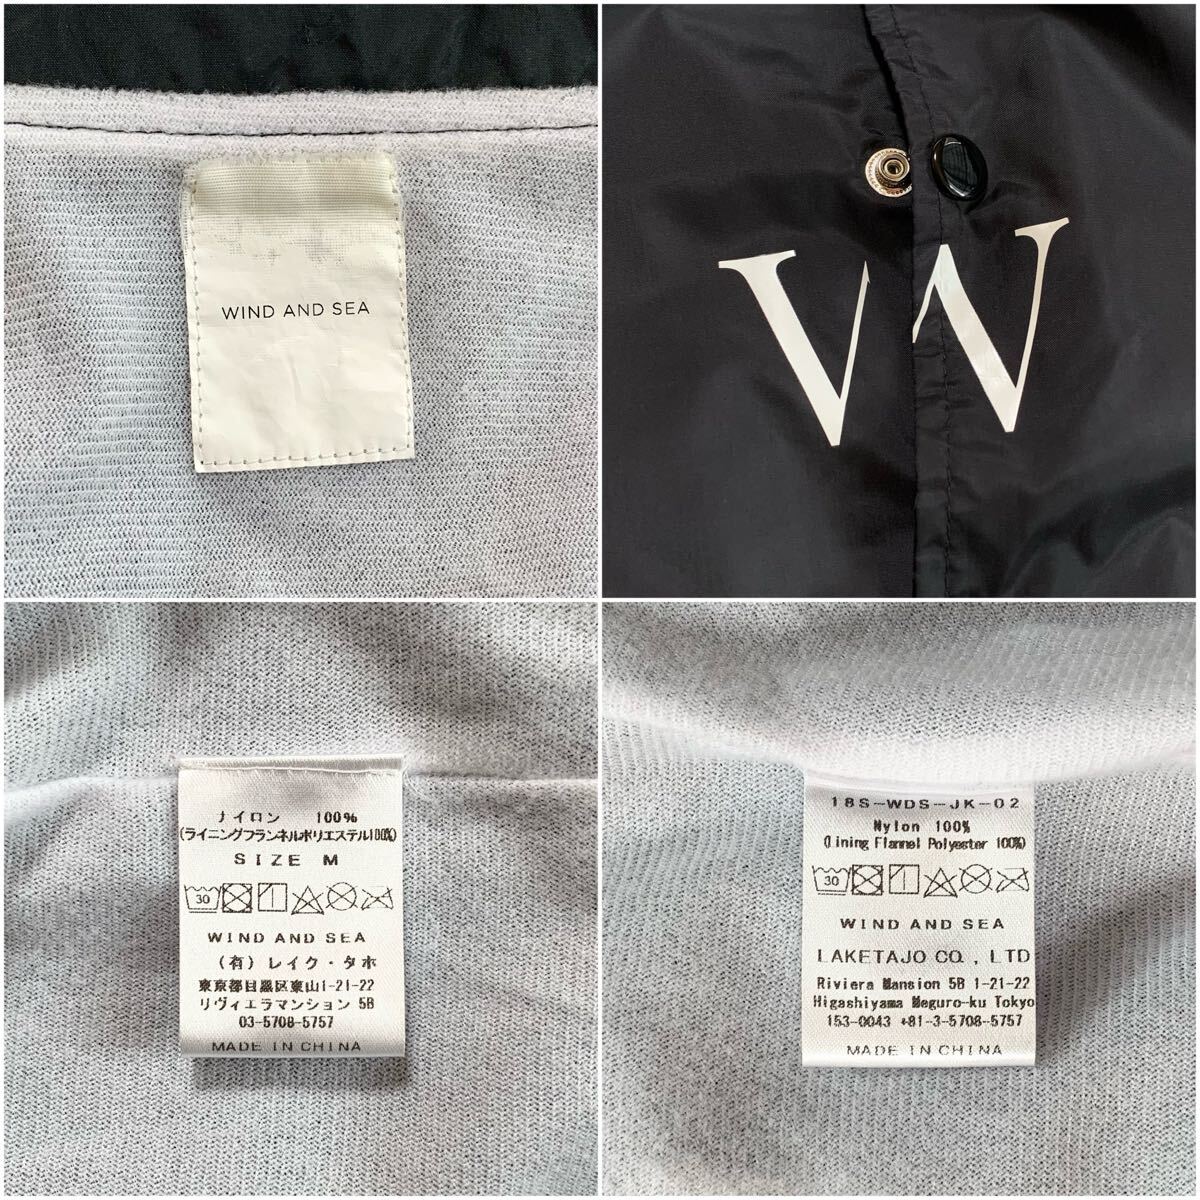 WIND AND SEA
W
ナイロン 100%
(ライニングフランネルポリエステル100%)
SIZE M
30
WIND AND SEA
(有)レイク・タホ
東京都目黒区東山1-21-22
リヴィエラマンション 5B
03-5708-5757
MADE IN CHINA
18S-WDS-JK-02
Nylon 100%
(Lining Flannel Polyester 100%)
30
WIND AND SEA
LAKETAJO CO., LTD
Riviera Mansion 5B 1-21-22
Higashiyama Meguro-ku Tokyo
153-0043 +81-3-5708-5757
MADE IN CHINA